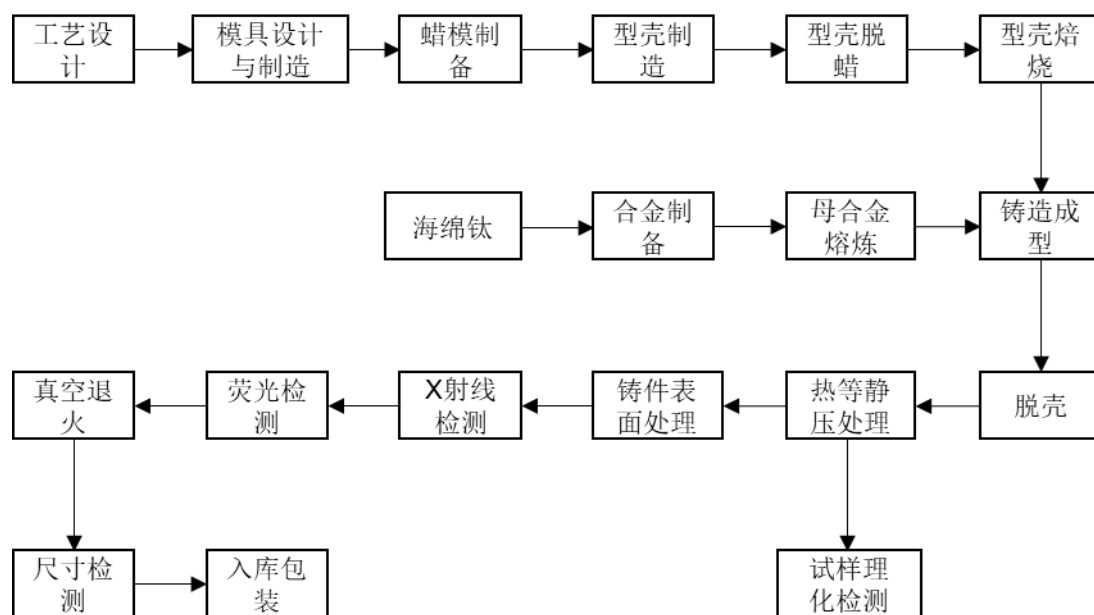 工艺设
计
模具设计
与制造
蜡模制
备
型壳制
造
型壳脱
蜡
型壳焙
烧
海绵钛
合金制
备
母合金
熔炼
铸造成
型
真空退
火
荧光检
测
X射线
检测
铸件表
面处理
热等静
压处理
脱壳
尺寸检
测
入库包
装
试样理
化检测